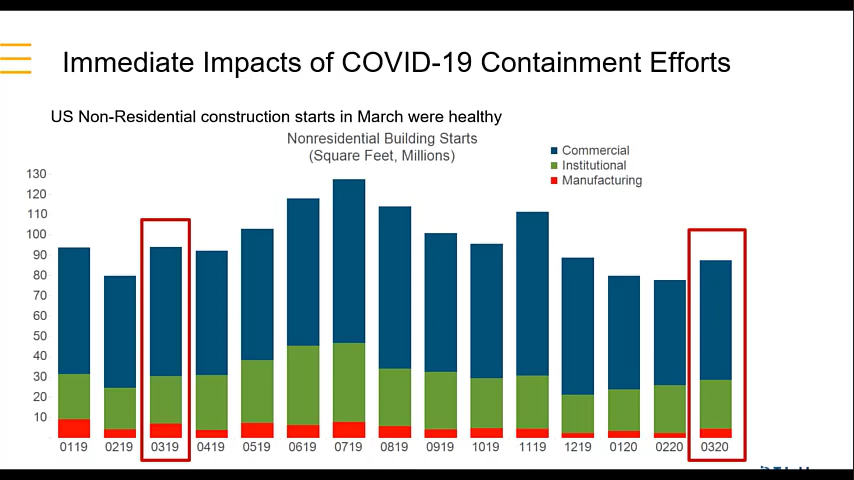 Immediate Impacts of COVID-19 Containment Efforts
US Non-Residential construction starts in March were healthy
Nonresidential Building Starts
(Square Feet, Millions)
Commercial
Institutional
Manufacturing
130
120
110
100
90
80
70
60
50
40
30
20
10
0119 0219 0319 0419 0519 0619 0719 0819 0919 1019 1119 1219 0120 0220 0320